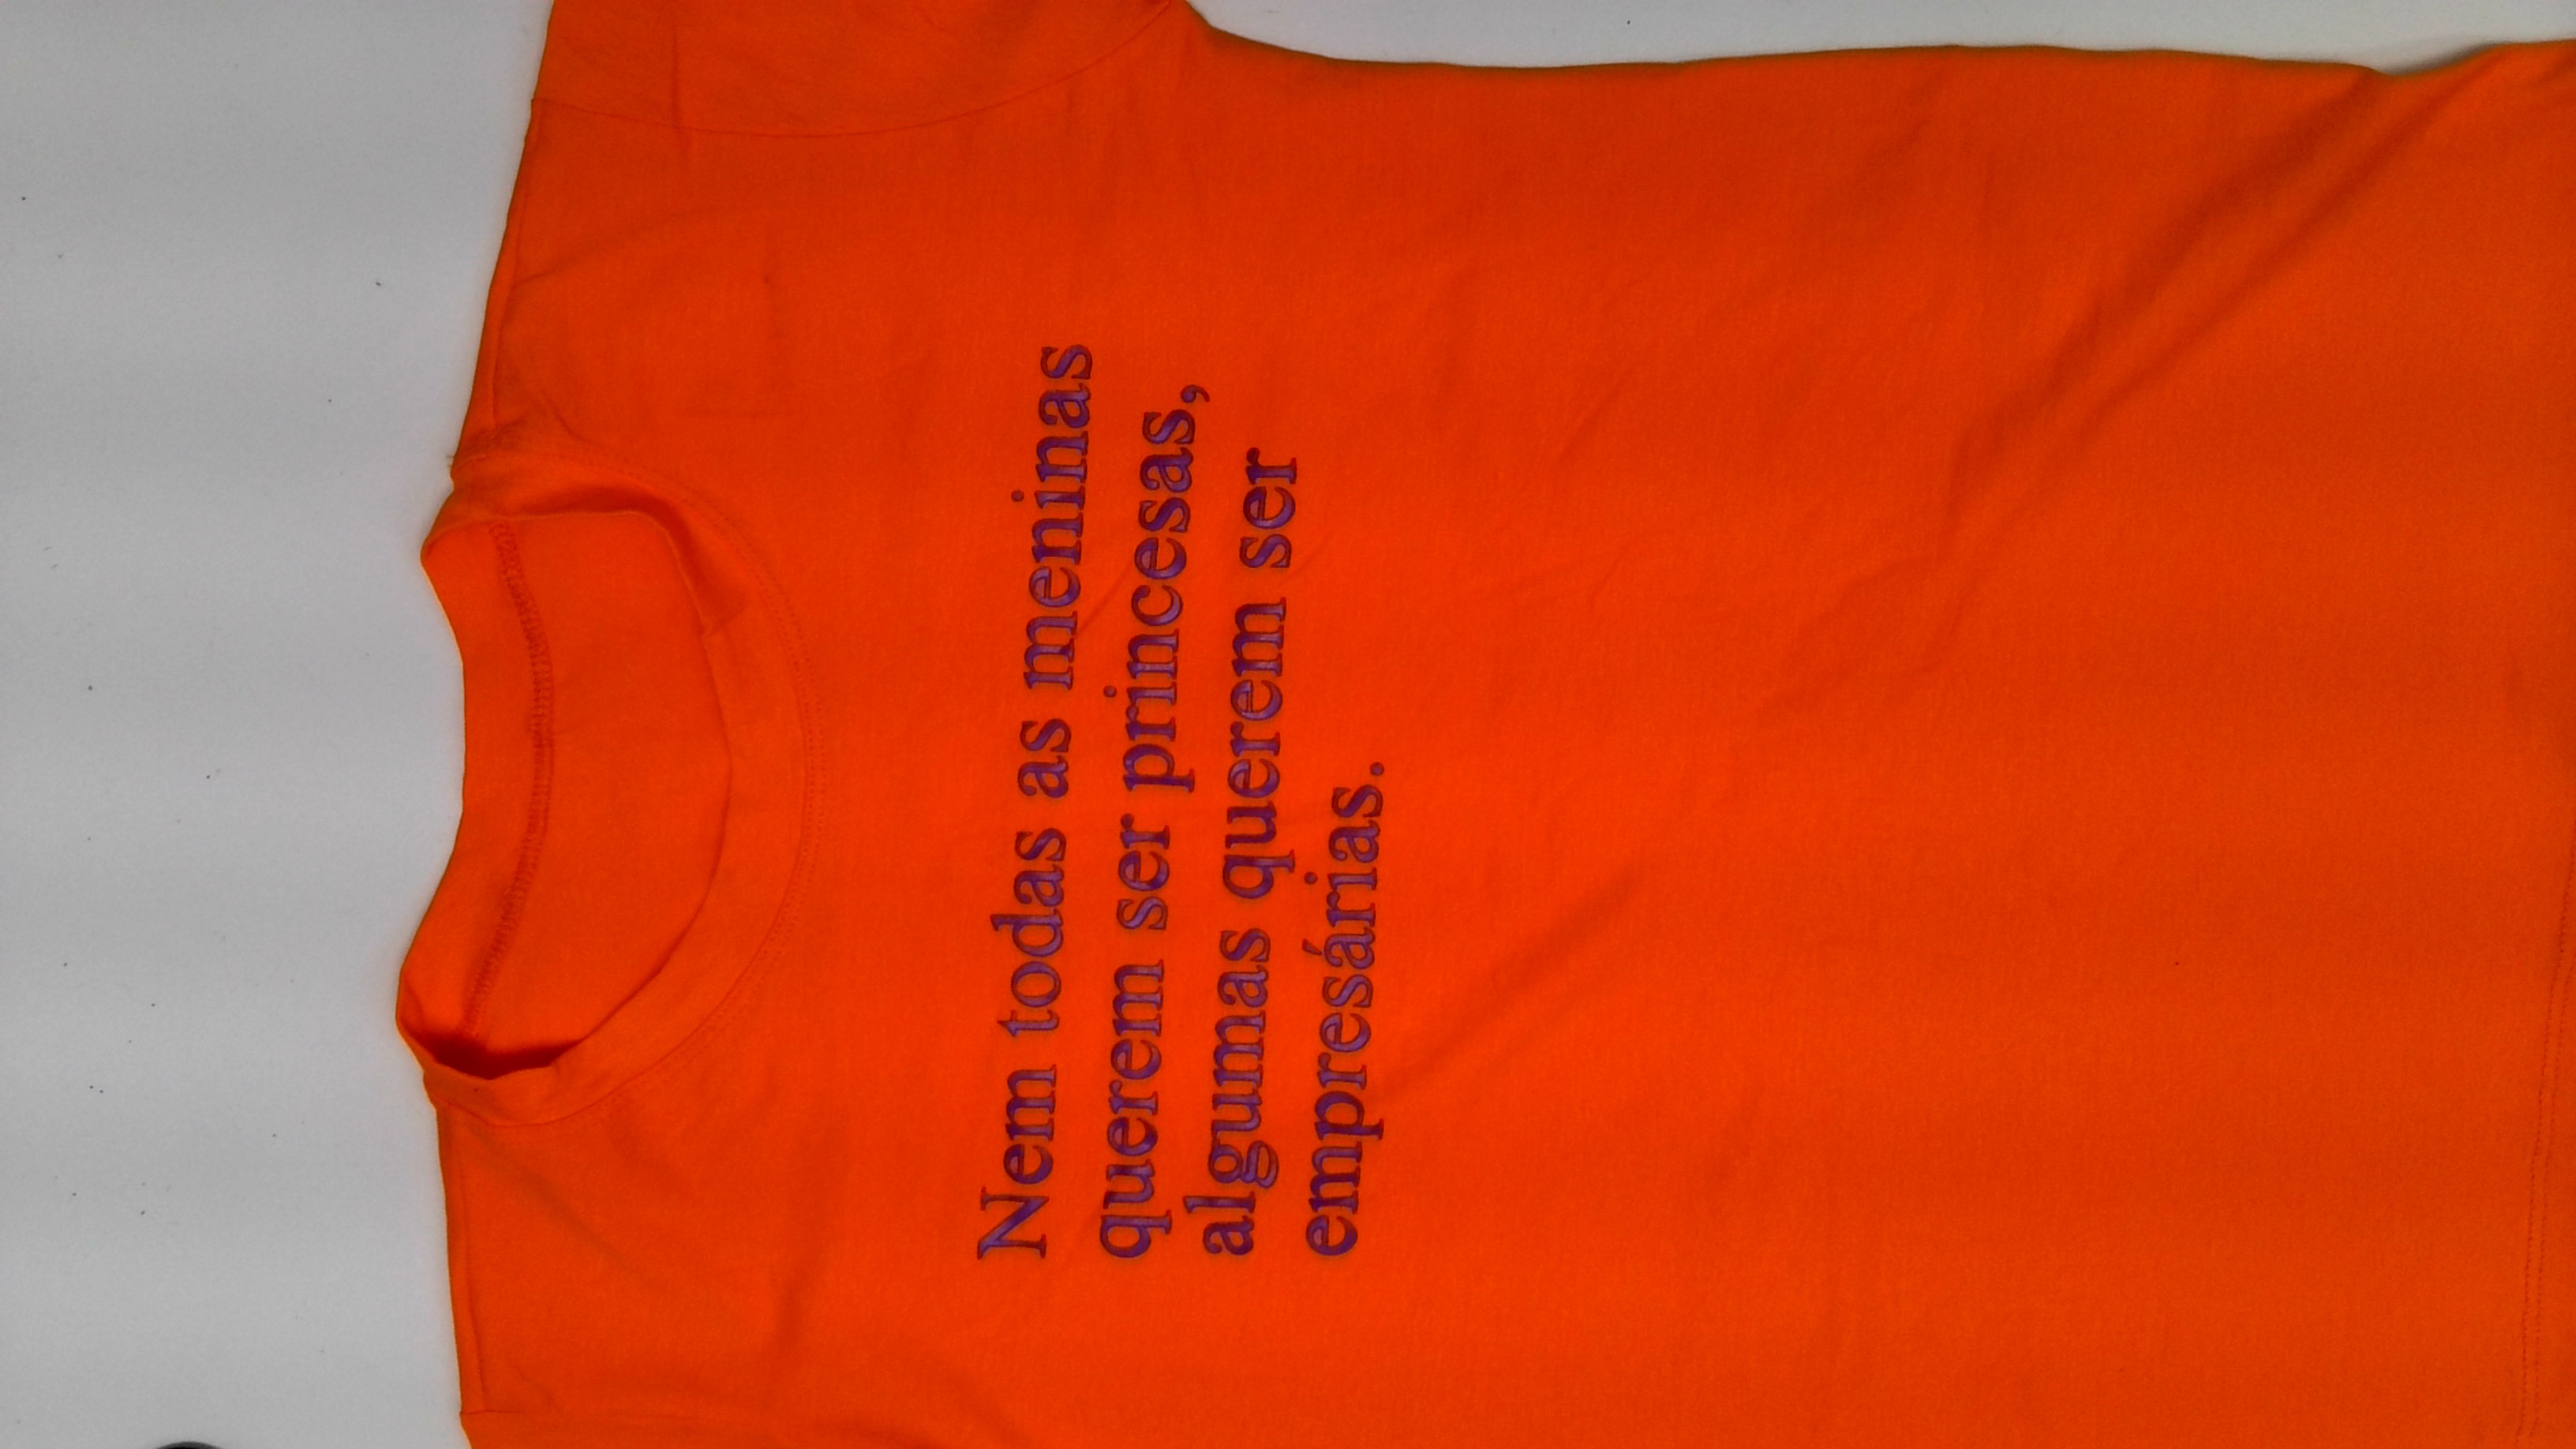 Nem todas as meninas
querem ser princesas,
algumas querem ser
empresárias.